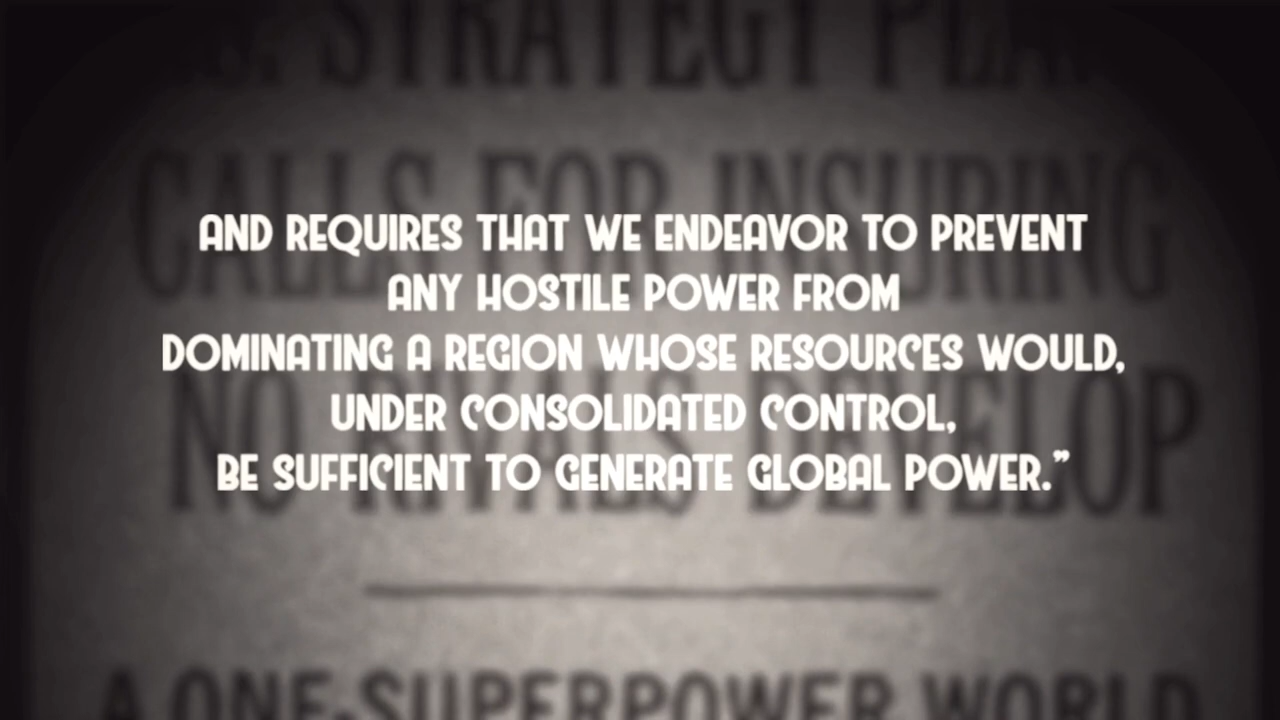 STRATEGY PLAN
CALLS FOR INSURING
NO RIVALS DEVELOP
A ONE-SUPERPOWER WORLD
AND REQUIRES THAT WE ENDEAVOR TO PREVENT
ANY HOSTILE POWER FROM
DOMINATING A REGION WHOSE RESOURCES WOULD,
UNDER CONSOLIDATED CONTROL,
BE SUFFICIENT TO GENERATE GLOBAL POWER.”